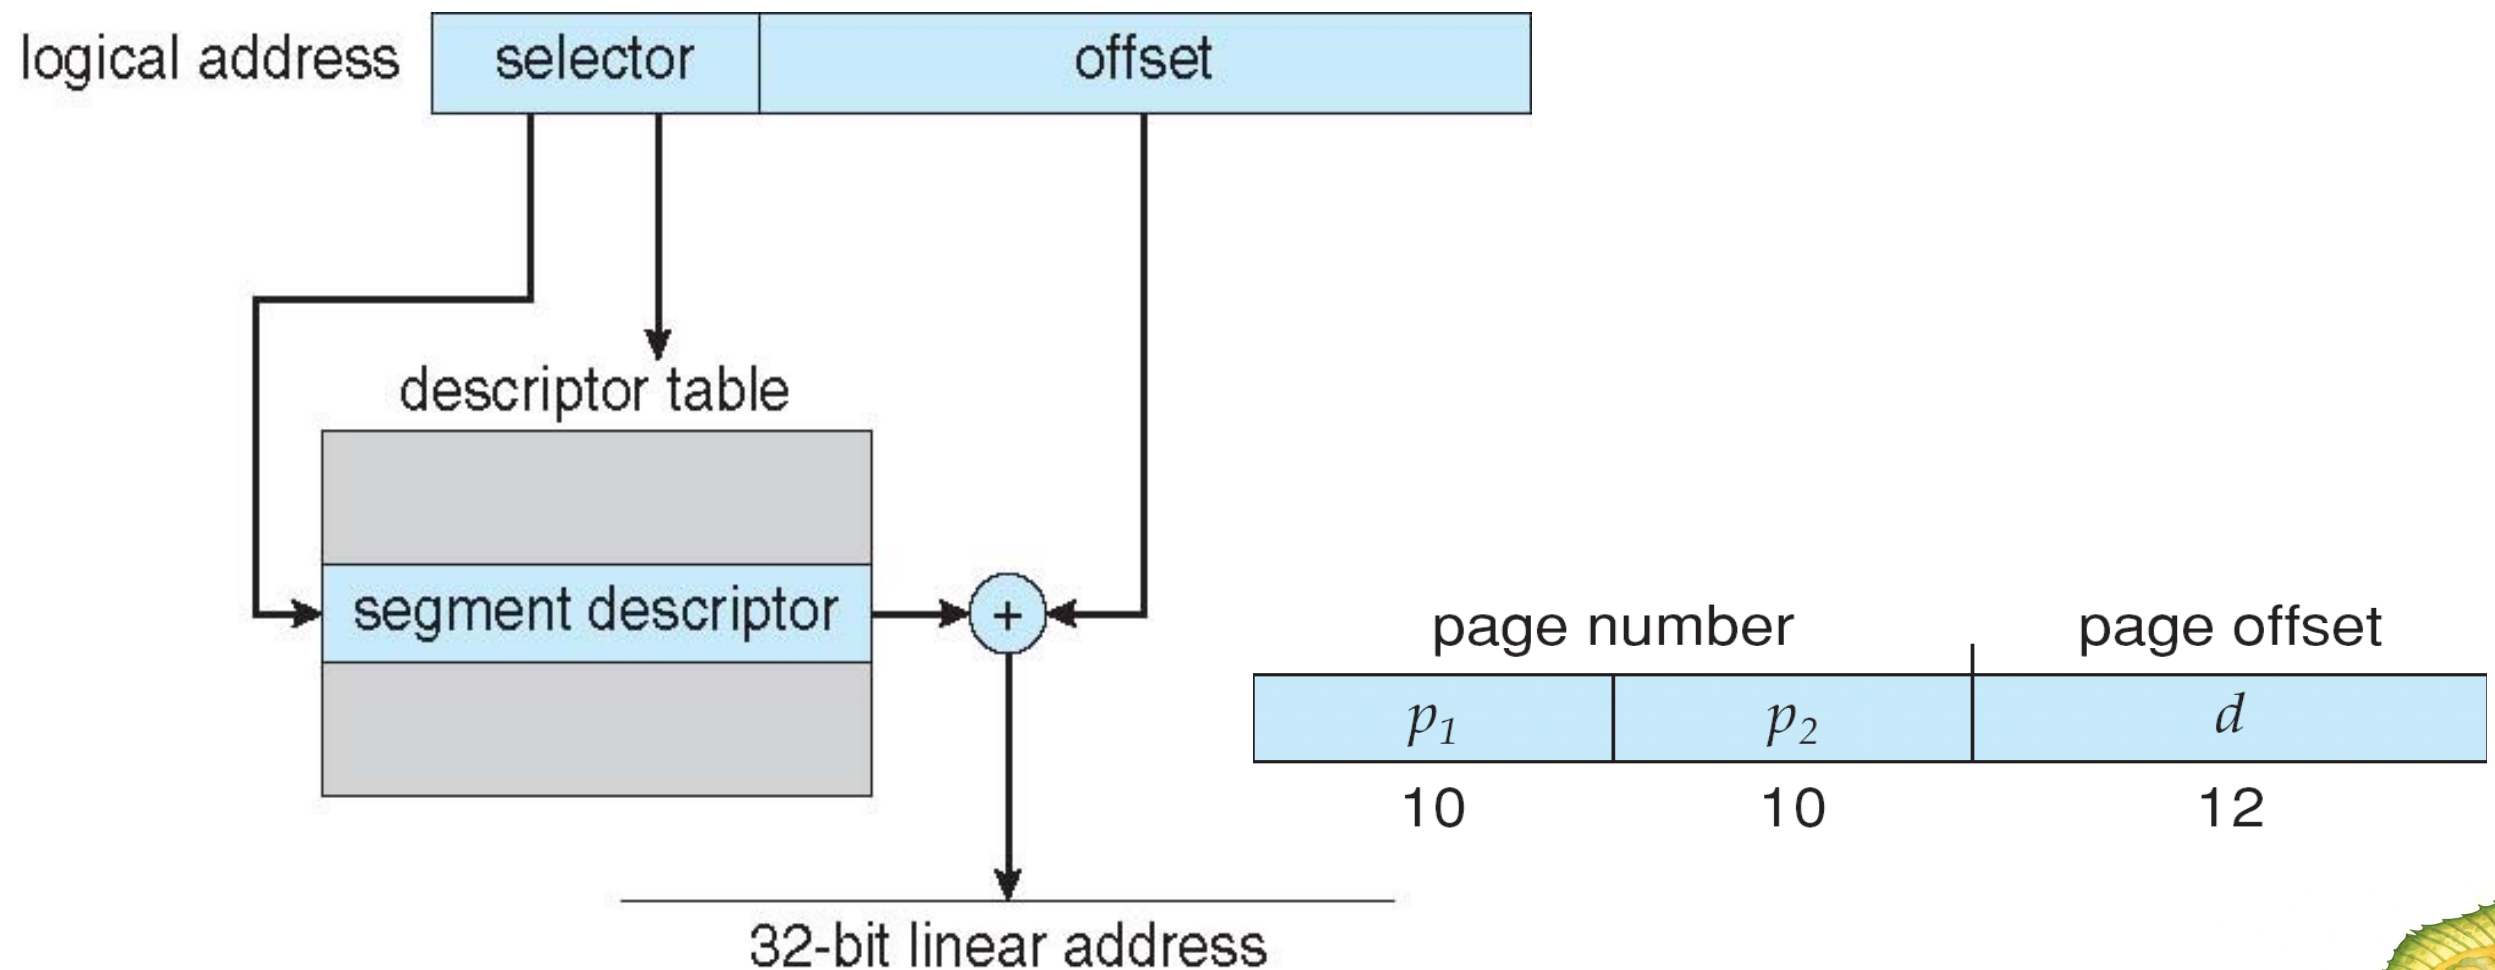 logical address selector offset
descriptor table
segment descriptor +
32-bit linear address
page number page offset
p1 p2 d
10 10 12